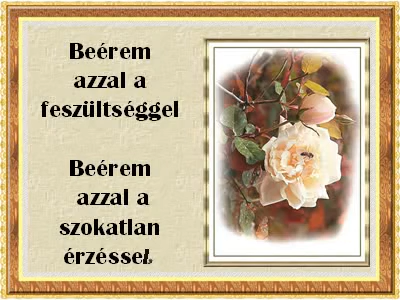 Beérem
azzal a
feszültséggel
Beérem
azzal a
szokatlan
érzéssel.